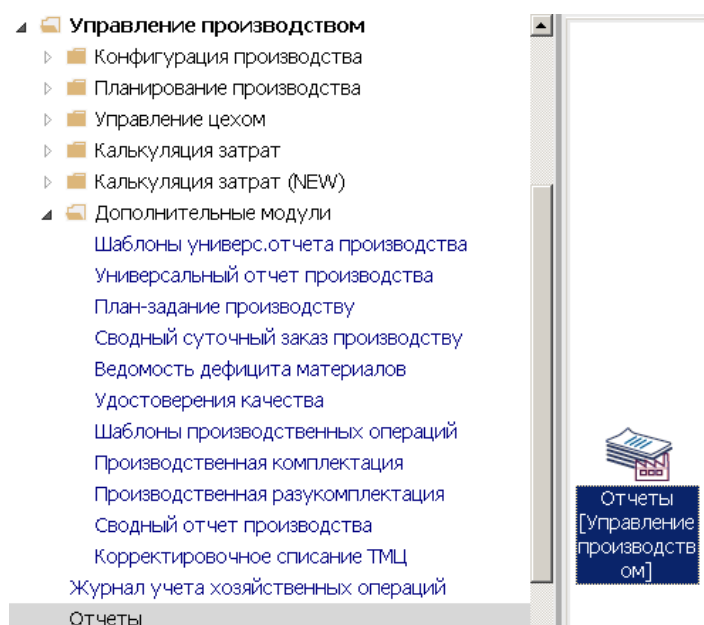 Управление производством
Конфигурация производства
Планирование производства
Управление цехом
Калькуляция затрат
Калькуляция затрат (NEW)
Дополнительные модули
Шаблоны универс.отчета производства
Универсальный отчет производства
План-задание производству
Сводный суточный заказ производству
Ведомость дефицита материалов
Удостоверения качества
Шаблоны производственных операций
Производственная комплектация
Производственная разукомплектация
Сводный отчет производства
Корректировочное списание ТМЦ
Журнал учета хозяйственных операций
Отчеты
Отчеты
[Управление
производств
ом]